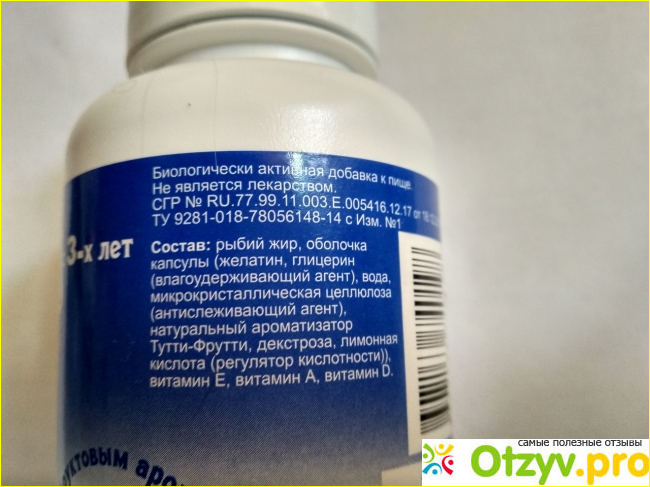 Биологически активная добавка к пище.
Не является лекарством.
СГР № RU.77.99.11.003.Е.005416.12.17 от 18
ТУ 9281-018-78056148-14 с Изм. №1
3-х лет
Состав: рыбий жир, оболочка
капсулы (желатин, глицерин
(влагоудерживающий агент), вода,
микрокристаллическая целлюлоза
(антислеживающий агент),
натуральный ароматизатор
Тутти-Фрутти, декстроза, лимонная
кислота (регулятор кислотности)),
витамин Е, витамин А, витамин D.
самые полезные отзывы
Otzyv.pro